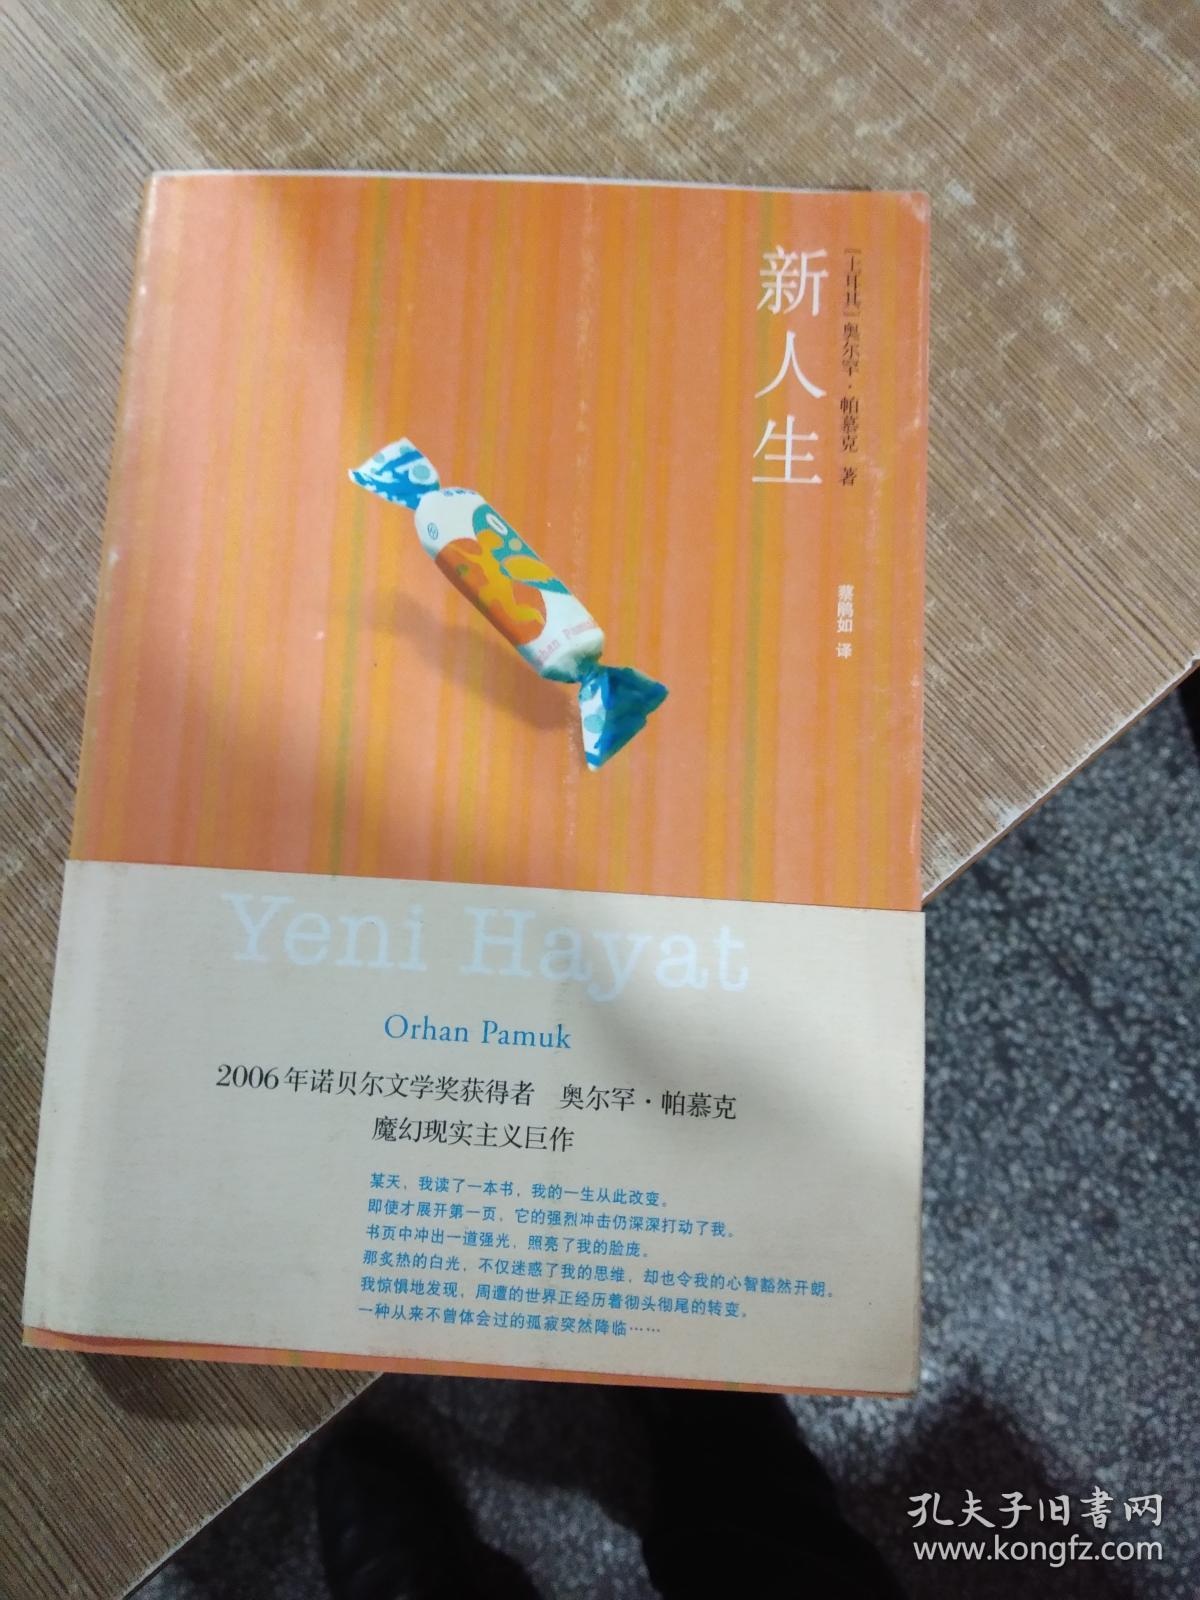 新人生
[土耳其]奥尔罕·帕慕克 著
蔡鹃如 译
Orhan Pamuk
Yeni Hayat
Orhan Pamuk
2006年诺贝尔文学奖获得者 奥尔罕·帕慕克
魔幻现实主义巨作
某天，我读了一本书，我的一生从此改变。
即使才展开第一页，它的强烈冲击仍深深打动了我。
书页中冲出一道强光，照亮了我的脸庞。
那炙热的白光，不仅迷惑了我的思维，却也令我的心智豁然开朗。
我惊惧地发现，周遭的世界正经历着彻头彻尾的转变。
一种从来不曾体会过的孤寂突然降临……
孔夫子旧书网
www.kongfz.com